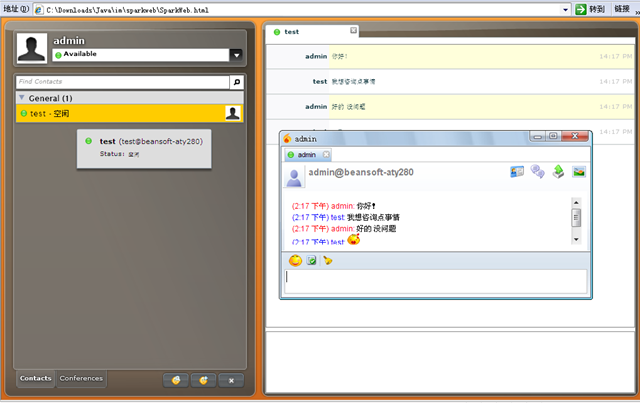 地址(D) C:\Downloads\Java\im\sparkweb\SparkWeb.html 转到 链接 »
admin
Available
Find Contacts
General (1)
test - 空闲
test (test@beansoft-aty280)
Status: 空闲
Contacts Conferences
test
admin 你好! 14:17 PM
test 我想咨询点事情 14:17 PM
admin 好的 没问题 14:17 PM
14:17 PM
admin
admin
admin@beansoft-aty280
(2:17 下午) admin: 你好!
(2:17 下午) test: 我想咨询点事情
(2:17 下午) admin: 好的 没问题
(2:17 下午) test: